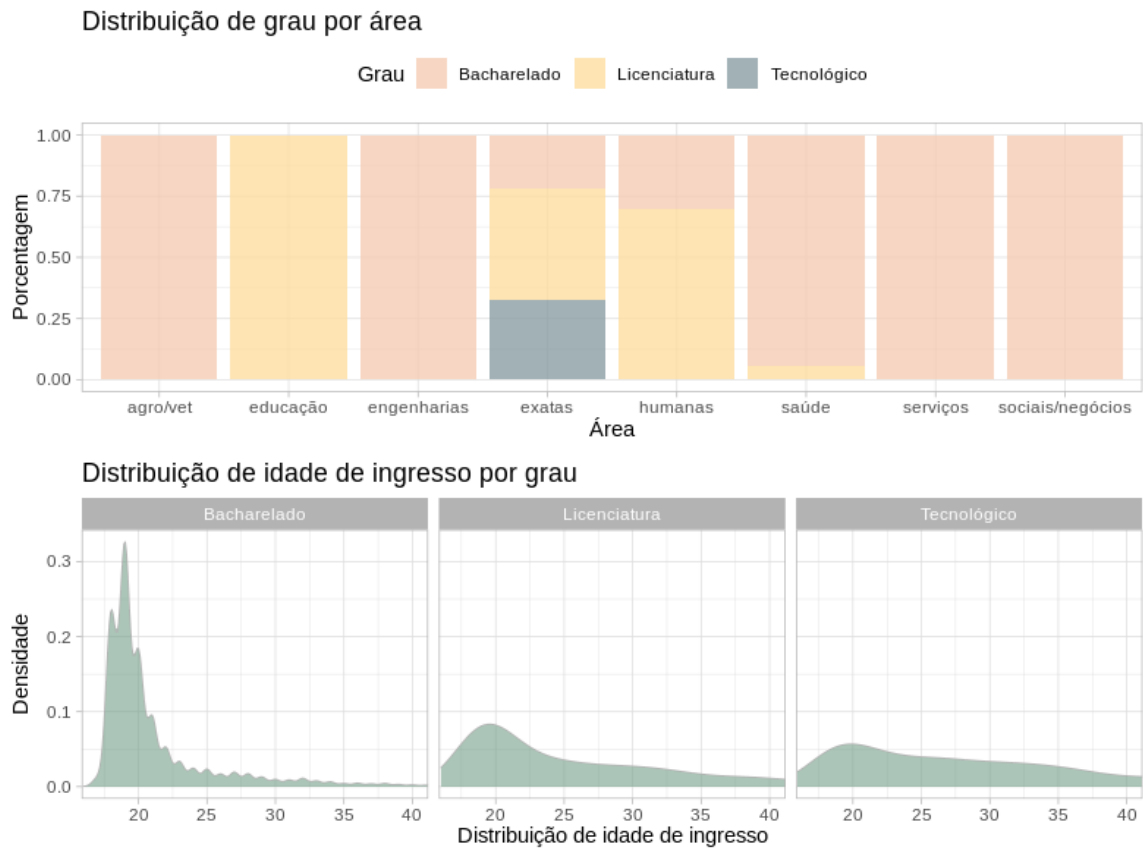 Distribuição de grau por área
Grau Bacharelado Licenciatura Tecnológico
Porcentagem
1.00
0.75
0.50
0.25
0.00
agro/vet educação engenharias exatas humanas saúde serviços sociais/negócios
Área
Distribuição de idade de ingresso por grau
Bacharelado Licenciatura Tecnológico
Densidade
0.3
0.2
0.1
0.0
20 25 30 35 40 20 25 30 35 40 20 25 30 35 40
Distribuição de idade de ingresso